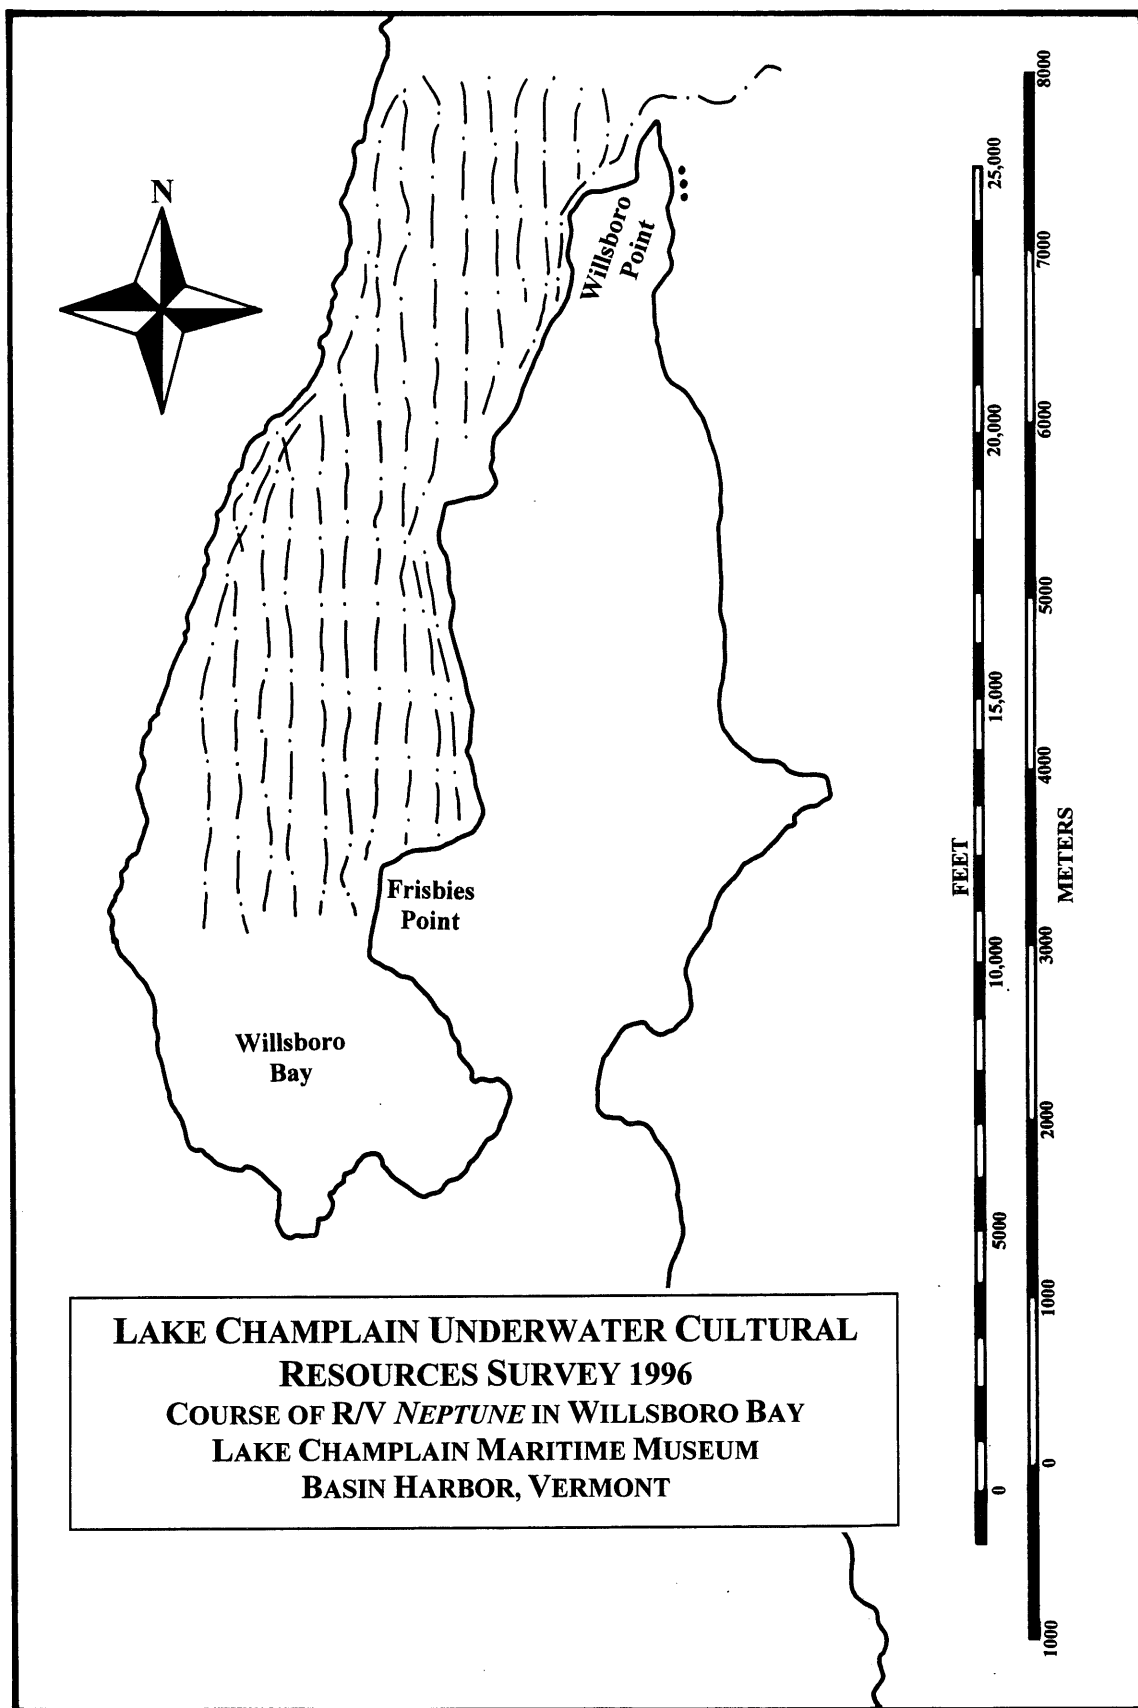 N
Willsboro
Point
Frisbies
Point
Willsboro
Bay
FEET
25,000
20,000
15,000
10,000
5000
0
METERS
8000
7000
6000
5000
4000
3000
2000
1000
0
1000
LAKE CHAMPLAIN UNDERWATER CULTURAL
RESOURCES SURVEY 1996
COURSE OF R/V NEPTUNE IN WILLSBORO BAY
LAKE CHAMPLAIN MARITIME MUSEUM
BASIN HARBOR, VERMONT